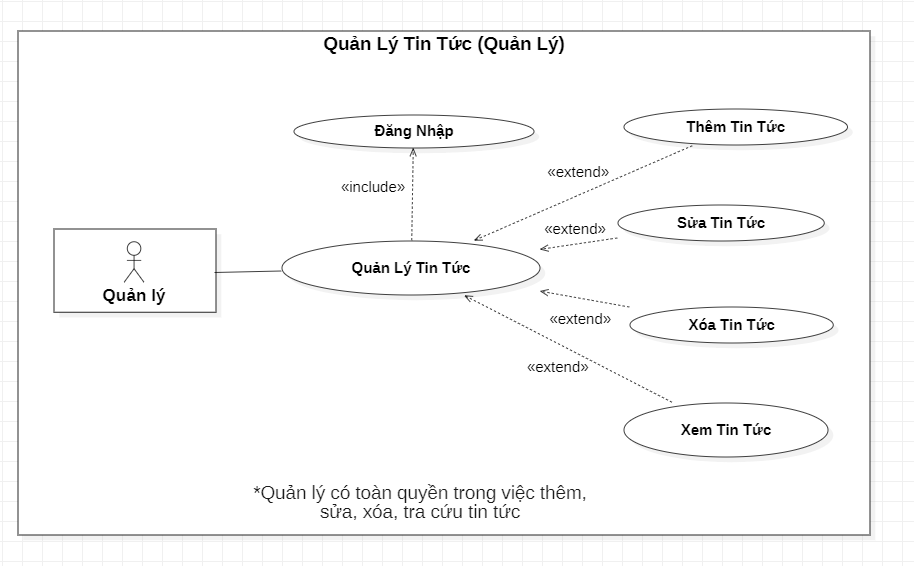 Quản Lý Tin Tức (Quản Lý)
Đăng Nhập
Thêm Tin Tức
«extend»
«include»
Sửa Tin Tức
«extend»
Quản Lý Tin Tức
Quản lý
«extend»
Xóa Tin Tức
«extend»
Xem Tin Tức
*Quản lý có toàn quyền trong việc thêm,
sửa, xóa, tra cứu tin tức